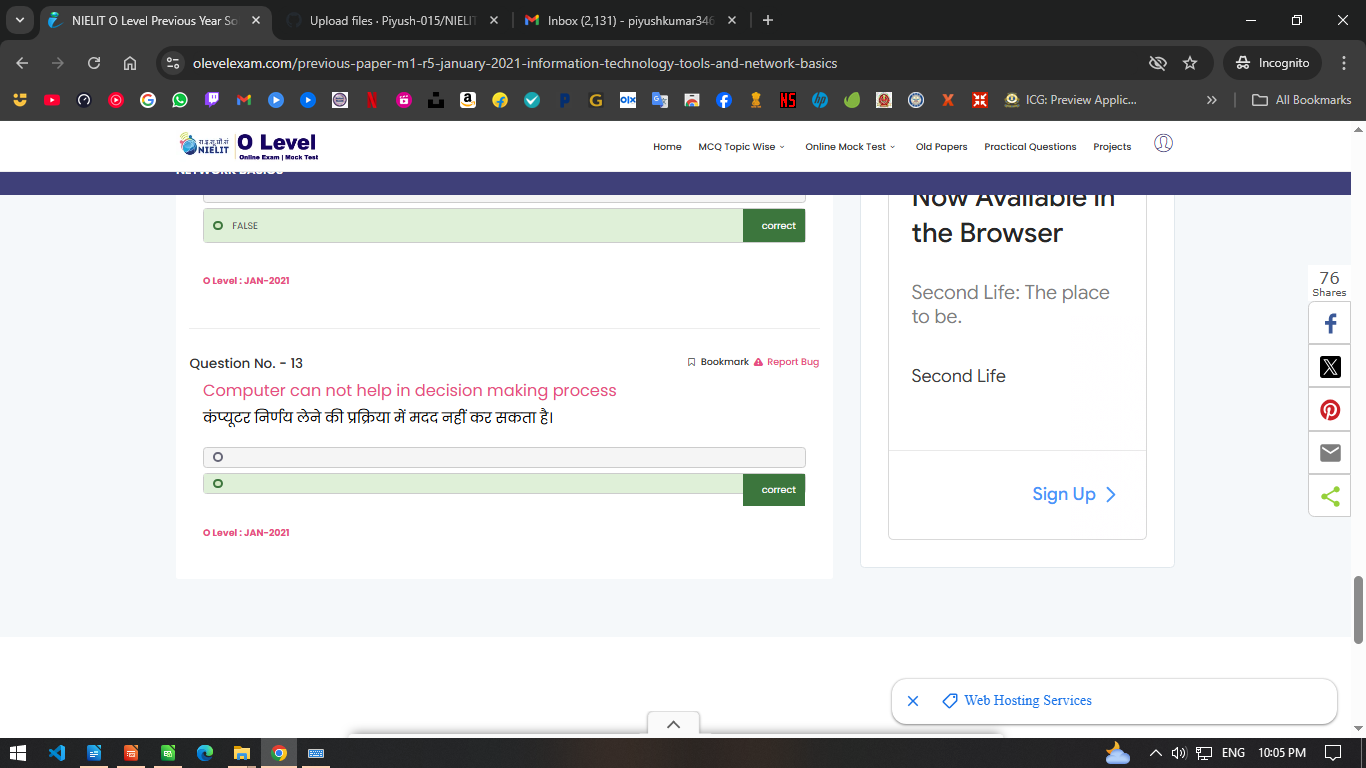 NIELIT O Level Previous Year So
Upload files · Piyush-015/NIELIT
Inbox (2,131) - piyushkumar346
olevelexam.com/previous-paper-m1-r5-january-2021-information-technology-tools-and-network-basics
Incognito
ICG: Preview Applic...
All Bookmarks
रा.इ.सू.प्रौ.सं
NIELIT
O Level
Online Exam | Mock Test
Home
MCQ Topic Wise
Online Mock Test
Old Papers
Practical Questions
Projects
NETWORK BASICS
FALSE
correct
O Level : JAN-2021
Question No. - 13
Bookmark
Report Bug
Computer can not help in decision making process
कंप्यूटर निर्णय लेने की प्रक्रिया में मदद नहीं कर सकता है।
correct
O Level : JAN-2021
Now Available in
the Browser
Second Life: The place
to be.
Second Life
Sign Up
76
Shares
Web Hosting Services
ENG
10:05 PM